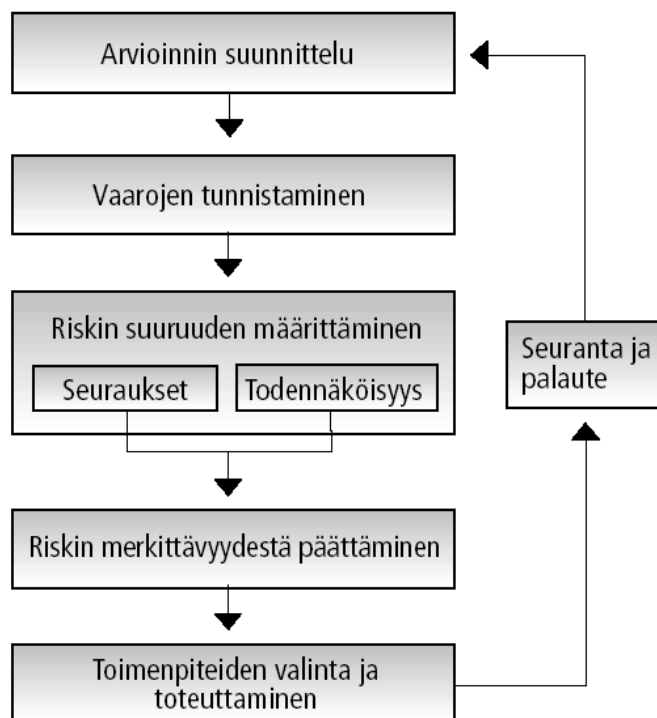 Arvioinnin suunnittelu
Vaarojen tunnistaminen
Riskin suuruuden määrittäminen
Seuraukset
Todennäköisyys
Riskin merkittävyydestä päättäminen
Toimenpiteiden valinta ja
toteuttaminen
Seuranta ja
palaute